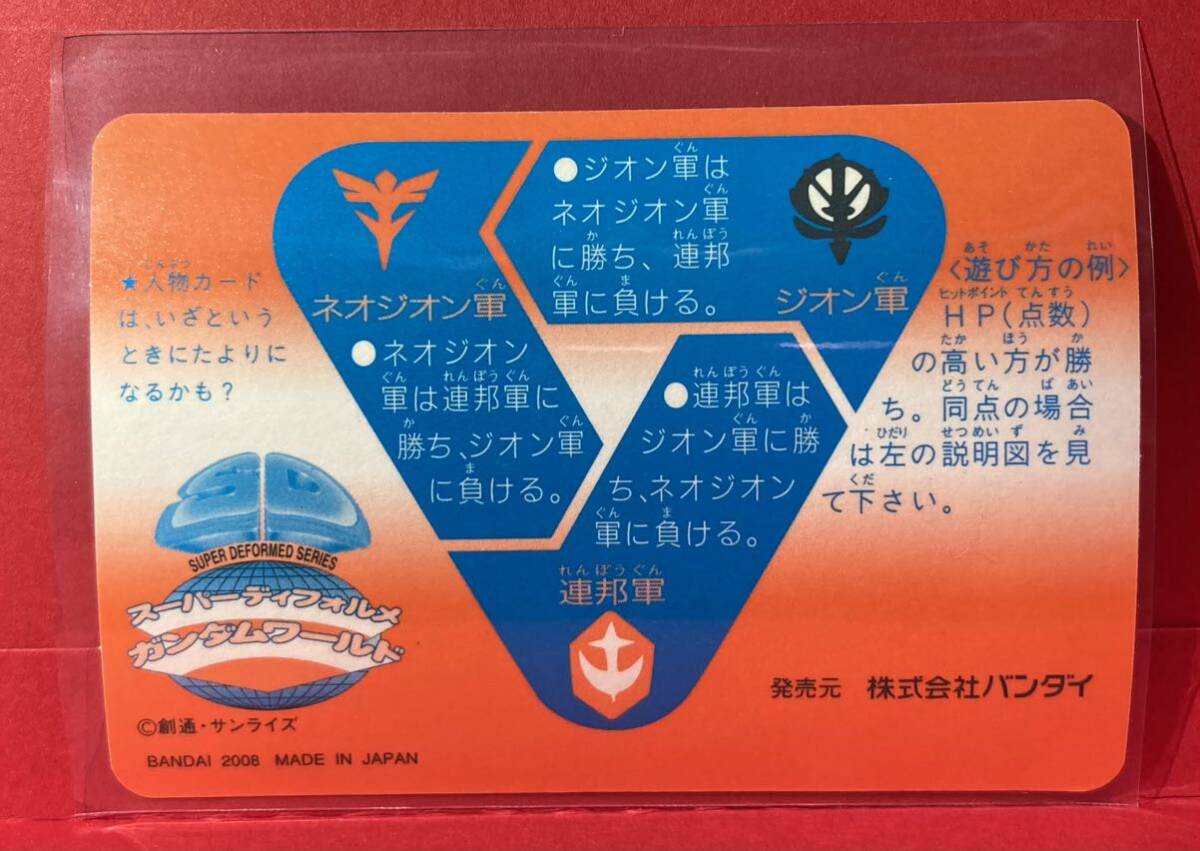 ★人物カード
は、いざという
ときにたよりに
なるかも?
ネオジオン軍
●ネオジオン
軍は連邦軍に
勝ち、ジオン軍
に負ける。
●ジオン軍は
ネオジオン軍
に勝ち、連邦
軍に負ける。
ジオン軍
●連邦軍は
ジオン軍に勝
ち、ネオジオン
軍に負ける。
連邦軍
<遊び方の例>
HP(点数)
の高い方が勝
ち。同点の場合
は左の説明図を見
て下さい。
SD
SUPER DEFORMED SERIES
スーパーディフォルメ
ガンダムワールド
©創通・サンライズ
BANDAI 2008 MADE IN JAPAN
発売元 株式会社バンダイ